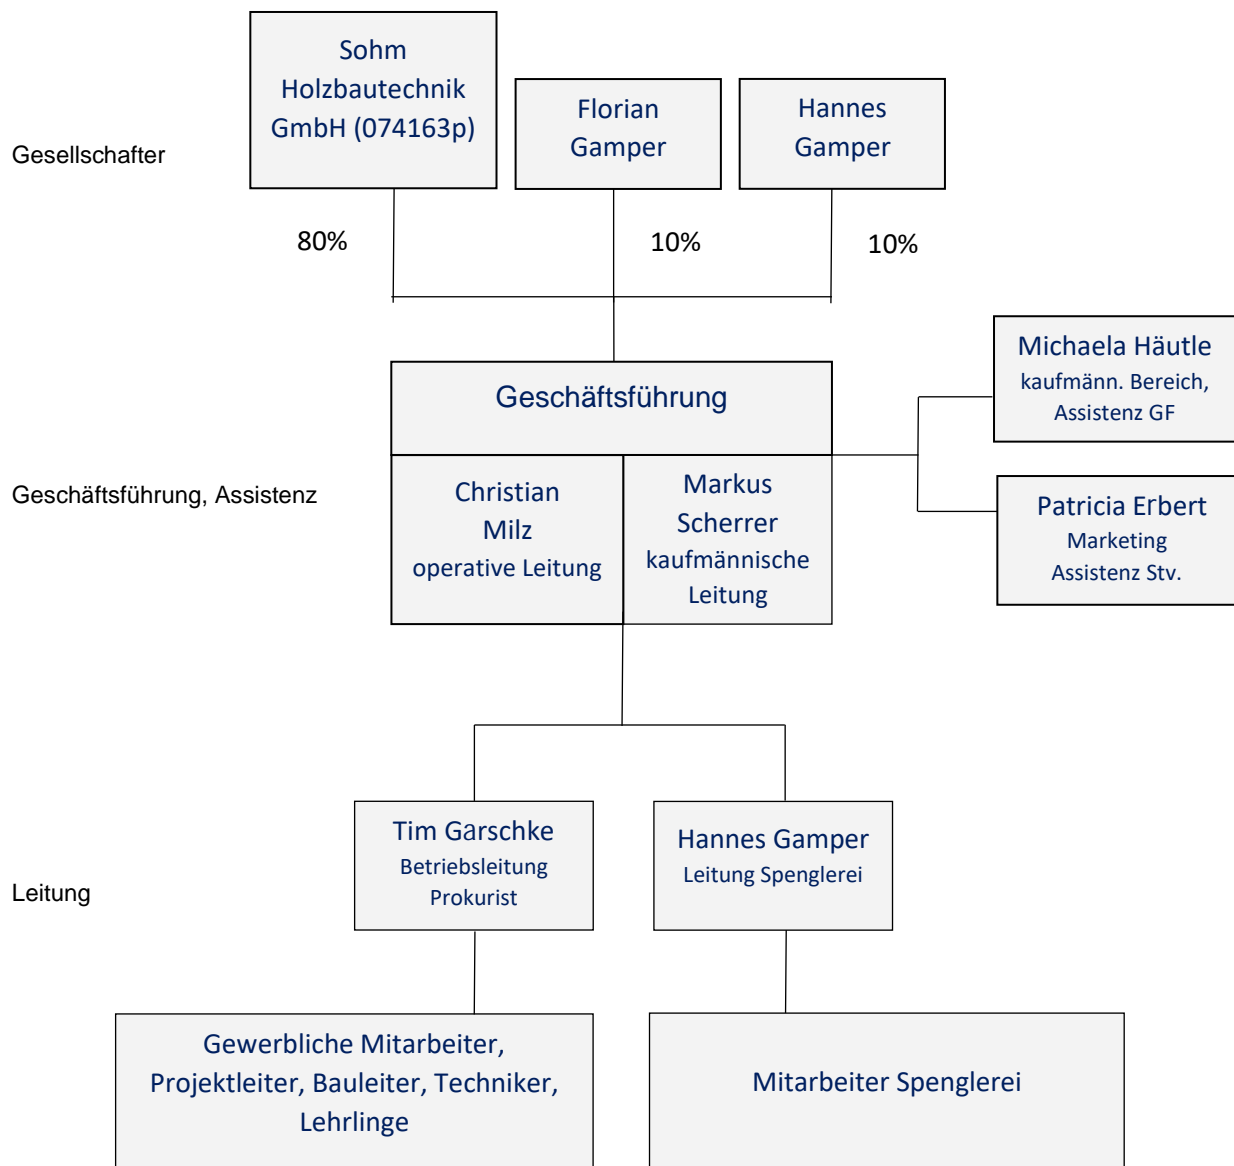 Sohm
Holzbautechnik
GmbH (074163p)
Florian
Gamper
Hannes
Gamper
Gesellschafter
80%
10%
10%
Michaela Häutle
kaufmänn. Bereich,
Assistenz GF
Geschäftsführung
Geschäftsführung, Assistenz
Christian
Milz
operative Leitung
Markus
Scherrer
kaufmännische
Leitung
Patricia Erbert
Marketing
Assistenz Stv.
Tim Garschke
Betriebsleitung
Prokurist
Hannes Gamper
Leitung Spenglerei
Leitung
Gewerbliche Mitarbeiter,
Projektleiter, Bauleiter, Techniker,
Lehrlinge
Mitarbeiter Spenglerei